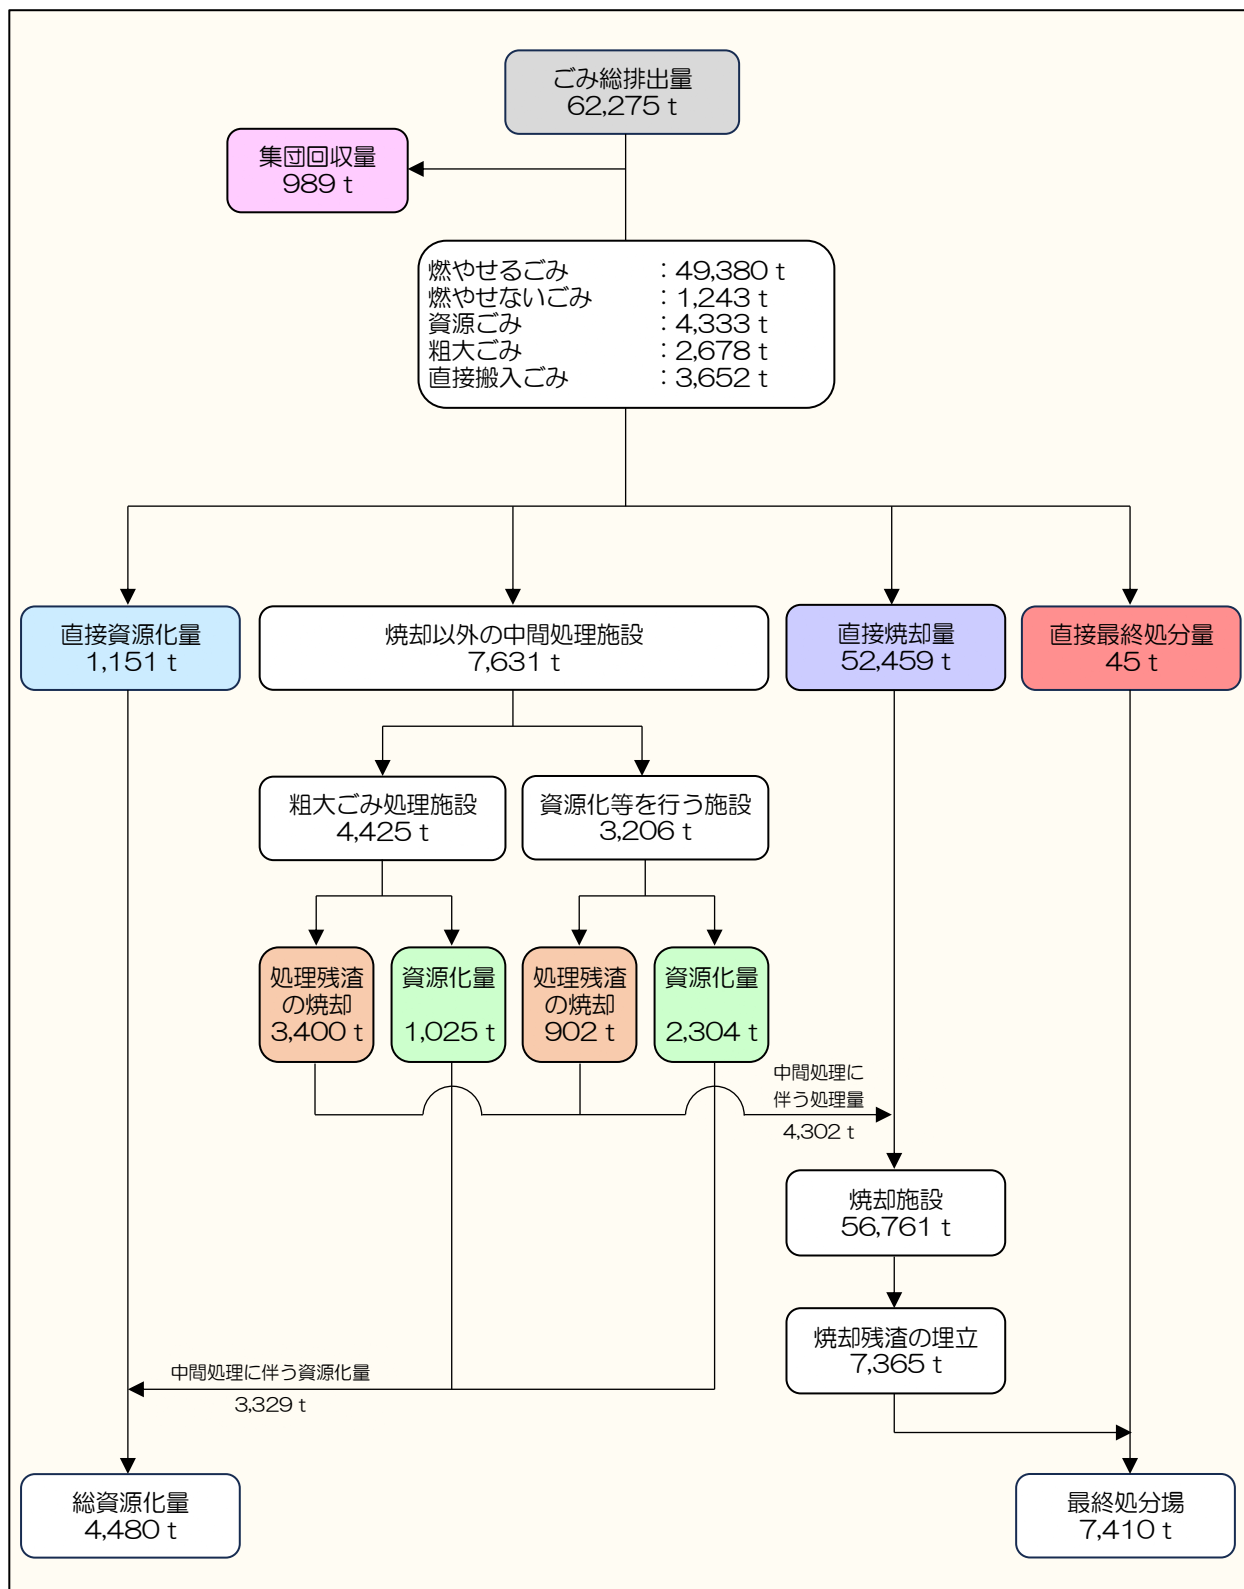 ごみ総排出量
62,275 t
集団回収量
989 t
燃やせるごみ ：49,380 t
燃やせないごみ ：1,243 t
資源ごみ ：4,333 t
粗大ごみ ：2,678 t
直接搬入ごみ ：3,652 t
直接資源化量
1,151 t
焼却以外の中間処理施設
7,631 t
直接焼却量
52,459 t
直接最終処分量
45 t
粗大ごみ処理施設
4,425 t
資源化等を行う施設
3,206 t
処理残渣
の焼却
3,400 t
資源化量
1,025 t
処理残渣
の焼却
902 t
資源化量
2,304 t
中間処理に
伴う処理量
4,302 t
焼却施設
56,761 t
焼却残渣の埋立
7,365 t
中間処理に伴う資源化量
3,329 t
総資源化量
4,480 t
最終処分場
7,410 t